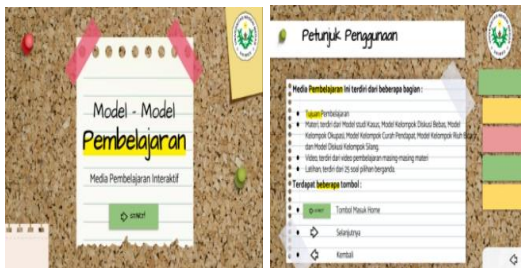 Model - Model
Pembelajaran
Media Pembelajaran Interaktif
START!
Petunjuk Penggunaan
Media Pembelajaran ini terdiri dari beberapa bagian :
Tujuan Pembelajaran
Materi, terdiri dari Model studi Kasus, Model Kelompok Diskusi Bebas, Model
Kelompok Okupasi, Model Kelompok Curah Pendapat, Model Kelompok Riuh
dan Model Diskusi Kelompok Silang.
Video, terdiri dari video pembelajaran masing-masing materi
Latihan, terdiri dari 25 soal pilihan berganda.
Terdapat beberapa tombol :
START! Tombol Masuk Home
Selanjutnya
Kembali